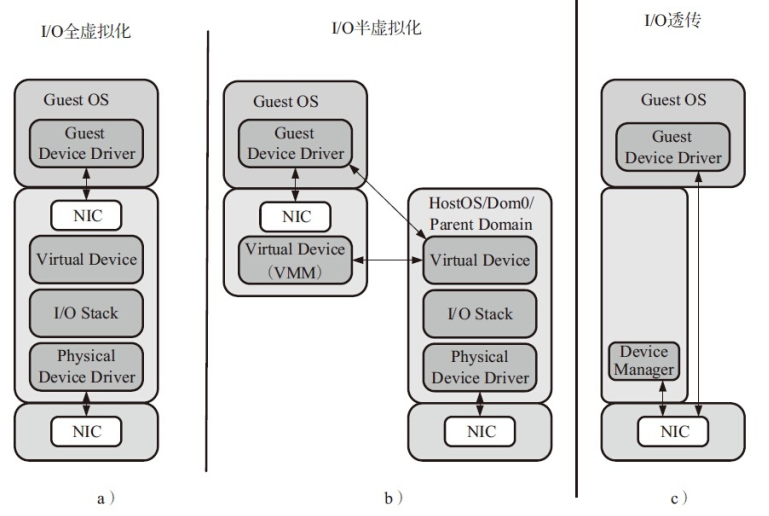 I/O全虚拟化
Guest OS
Guest
Device Driver
NIC
Virtual Device
I/O Stack
Physical
Device Driver
NIC
a）
I/O半虚拟化
Guest OS
Guest
Device Driver
NIC
Virtual Device
（VMM）
HostOS/Dom0/
Parent Domain
Virtual Device
I/O Stack
Physical
Device Driver
NIC
b）
I/O透传
Guest OS
Guest
Device Driver
Device
Manager
NIC
c）